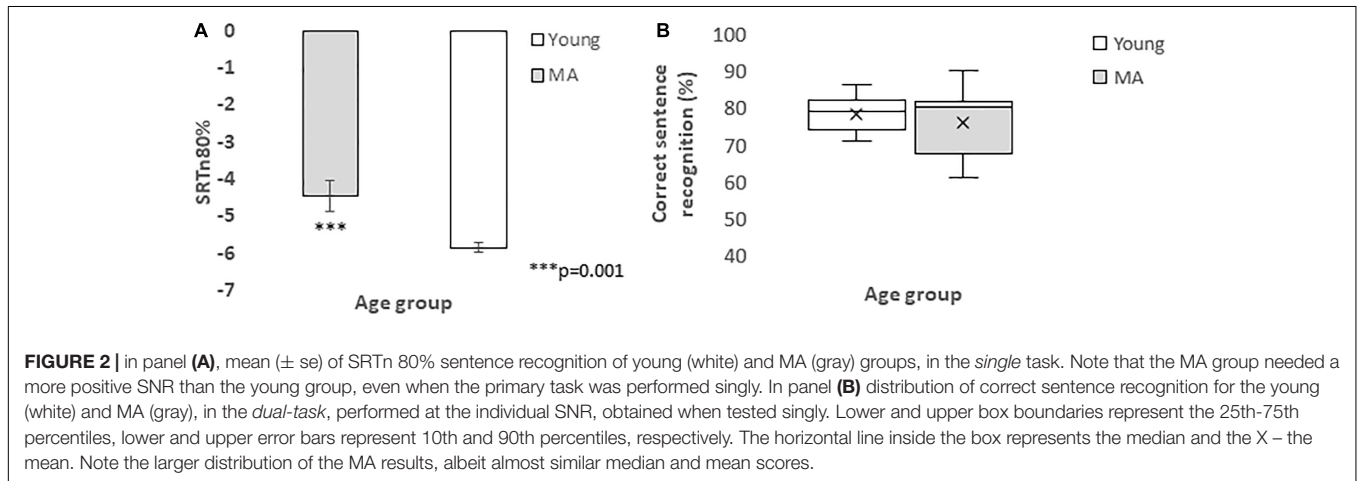 A
0
-1
-2
-3
-4
-5
-6
-7
SRTn80%
***
***p=0.001
Young
MA
Age group
B
100
90
80
70
60
50
40
Correct sentence
recognition (%)
Young
MA
Age group
FIGURE 2 | in panel (A), mean (± se) of SRTn 80% sentence recognition of young (white) and MA (gray) groups, in the single task. Note that the MA group needed a
more positive SNR than the young group, even when the primary task was performed singly. In panel (B) distribution of correct sentence recognition for the young
(white) and MA (gray), in the dual-task, performed at the individual SNR, obtained when tested singly. Lower and upper box boundaries represent the 25th-75th
percentiles, lower and upper error bars represent 10th and 90th percentiles, respectively. The horizontal line inside the box represents the median and the X – the
mean. Note the larger distribution of the MA results, albeit almost similar median and mean scores.